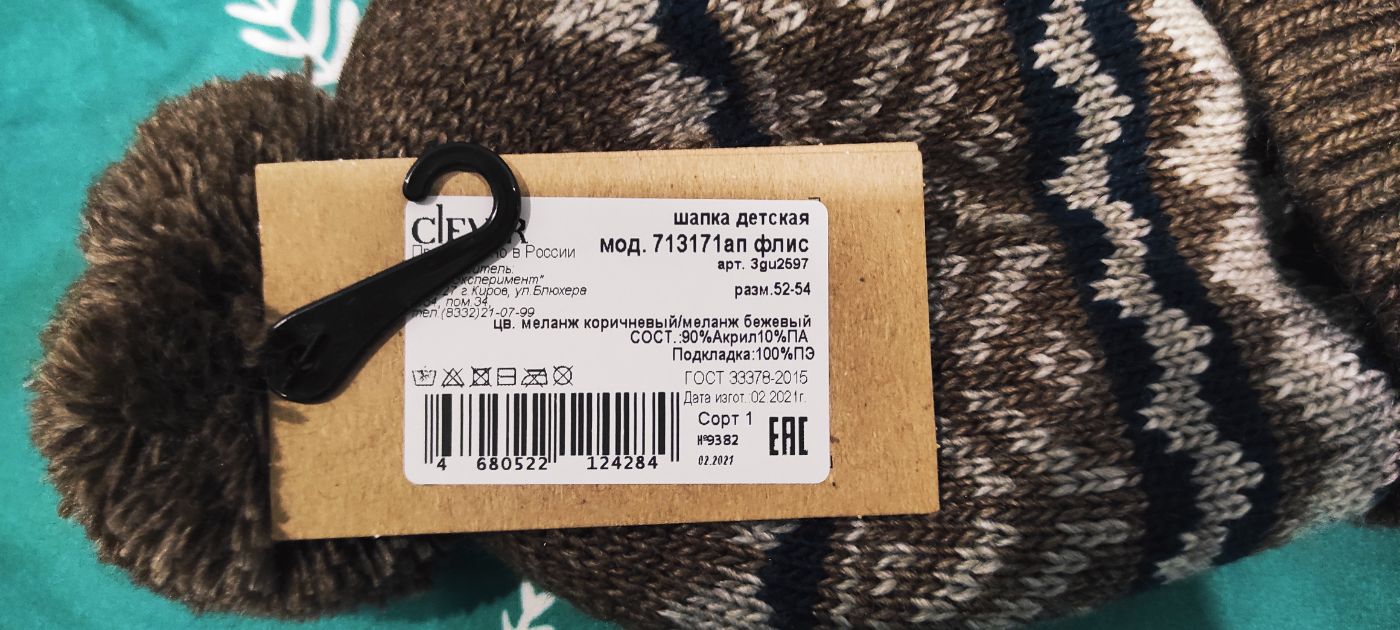 ClEVER
шапка детская
мод. 713171ап флис
в России
арт. 3gu2597
разм.52-54
г.Киров, ул.Блюхера
пом.34,
тел.(8332)21-07-99
цв. меланж коричневый/меланж бежевый
СОСТ.:90%Акрил10%ПА
Подкладка:100%ПЭ
ГОСТ 33378-2015
Дата изгот.:02.2021г.
Сорт 1
№9382
02.2021
EAC
4 680522 124284